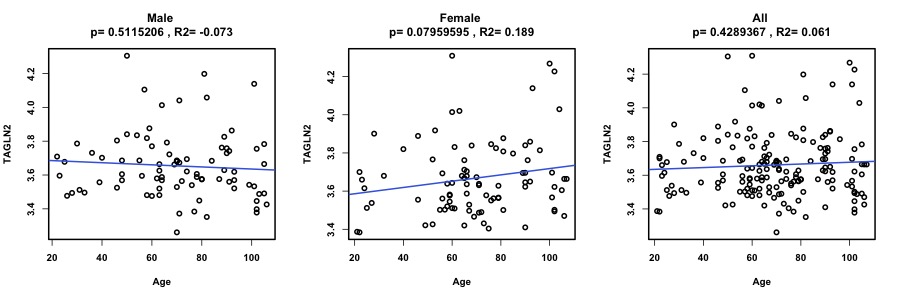 Male
p= 0.5115206 , R2= -0.073
TAGLN2
4.2
4.0
3.8
3.6
3.4
20 40 60 80 100
Age
Female
p= 0.07959595 , R2= 0.189
TAGLN2
4.2
4.0
3.8
3.6
3.4
20 40 60 80 100
Age
All
p= 0.4289367 , R2= 0.061
TAGLN2
4.2
4.0
3.8
3.6
3.4
20 40 60 80 100
Age